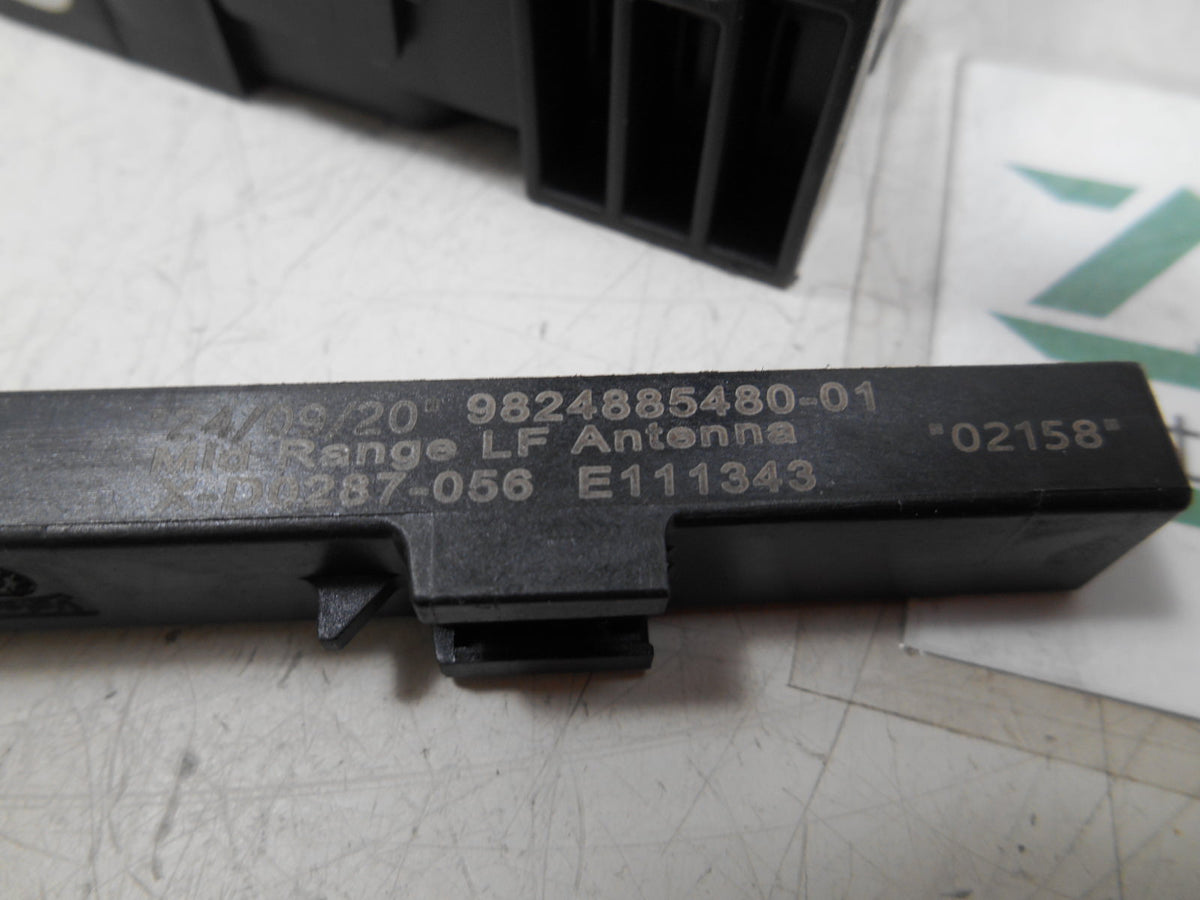 "24/09/20" 9824885480-01
Mid Range LF Antenna
X-D0287-056 E111343
"02158"